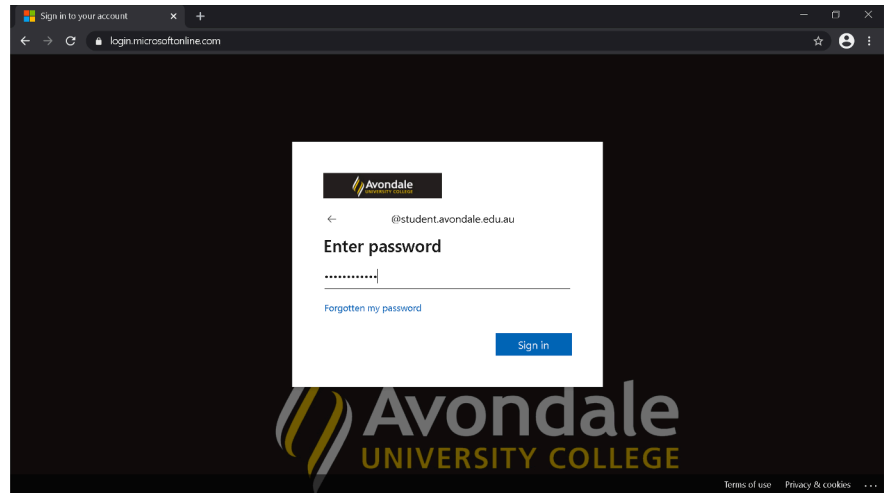 Sign in to your account
login.microsoftonline.com
Avondale
UNIVERSITY COLLEGE
@student.avondale.edu.au
Enter password
Forgotten my password
Sign in
Avondale
UNIVERSITY COLLEGE
Terms of use Privacy & cookies ...